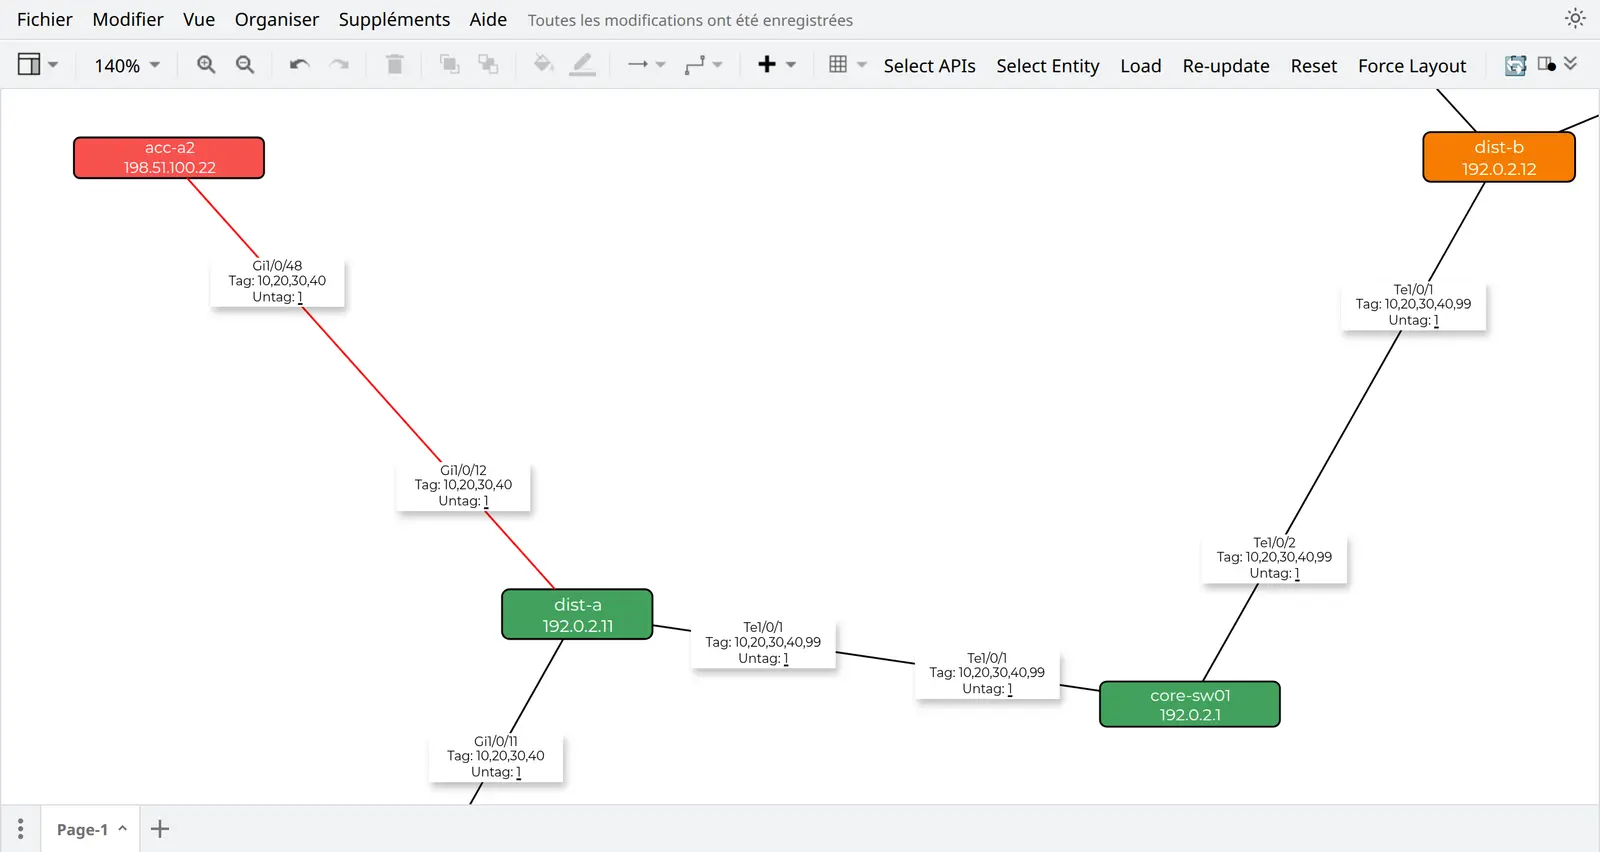 Fichier Modifier Vue Organiser Suppléments Aide Toutes les modifications ont été enregistrées
140% Select APIs Select Entity Load Re-update Reset Force Layout
acc-a2
198.51.100.22
dist-b
192.0.2.12
Gi1/0/48
Tag: 10,20,30,40
Untag: 1
Te1/0/1
Tag: 10,20,30,40,99
Untag: 1
Gi1/0/12
Tag: 10,20,30,40
Untag: 1
Te1/0/2
Tag: 10,20,30,40,99
Untag: 1
dist-a
192.0.2.11
Te1/0/1
Tag: 10,20,30,40,99
Untag: 1
Te1/0/1
Tag: 10,20,30,40,99
Untag: 1
core-sw01
192.0.2.1
Gi1/0/11
Tag: 10,20,30,40
Untag: 1
Page-1